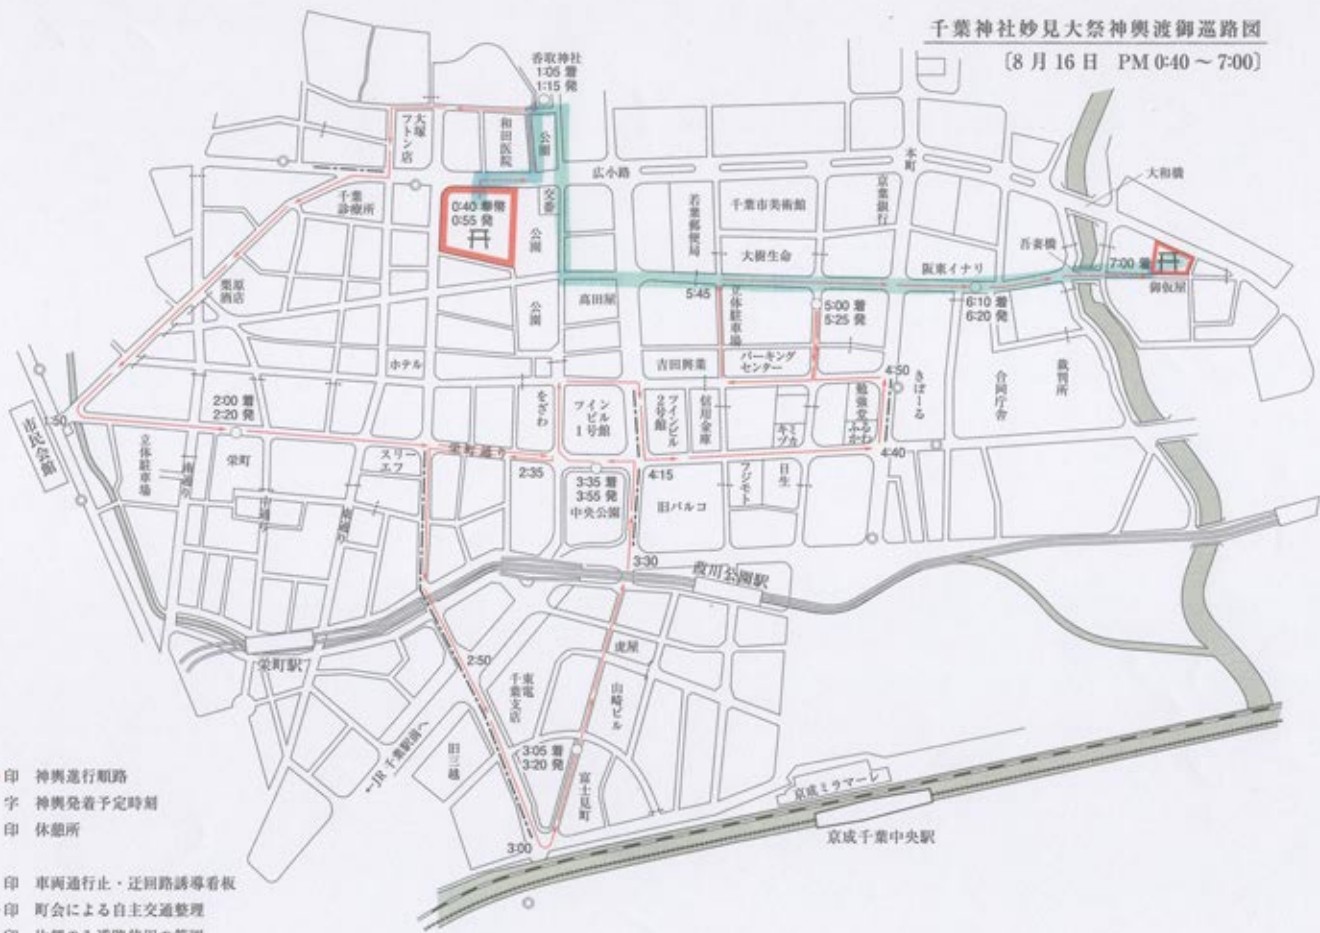 千葉神社妙見大祭神輿渡御巡路図
〔8月16日 PM 0:40～7:00〕
香取神社
1:05 着
1:15 発
大塚フトン店
和田医院
公園
広小路
本町
大和橋
千葉診療所
0:55 発
交番
公園
若葉郵便局
千葉市美術館
京葉銀行
大樹生命
吾妻橋
阪東イナリ
7:00 着
御仮屋
栗原酒店
公園
高田屋
5:45
立体駐車場
5:00 着
5:25 発
6:10 着
6:20 発
ホテル
吉田興業
パーキングセンター
4:50
きぼーる
合同庁舎
裁判所
市民会館
1:50
2:00 着
2:20 発
をざわ
ツインビル1号館
ツインビル2号館
信用金庫
勉強堂
立体駐車場
南通り
栄町
スリーエフ
栄町通り
2:35
4:15
4:40
3:35 着
3:55 発
中央公園
旧パルコ
フジモト
日生
3:30
葭川公園駅
栄町駅
2:50
東電千葉支店
虎屋
山崎ビル
←JR千葉駅前へ
旧三越
3:05 着
3:20 発
富士見町
3:00
京成ミラマーレ
京成千葉中央駅
印 神輿進行順路
字 神輿発着予定時刻
印 休憩所
印 車両通行止・迂回路誘導看板
印 町会による自主交通整理